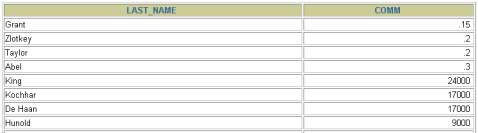 LAST_NAME COMM
Grant .15
Zlotkey .2
Taylor .2
Abel .3
King 24000
Kochhar 17000
De Haan 17000
Hunold 9000